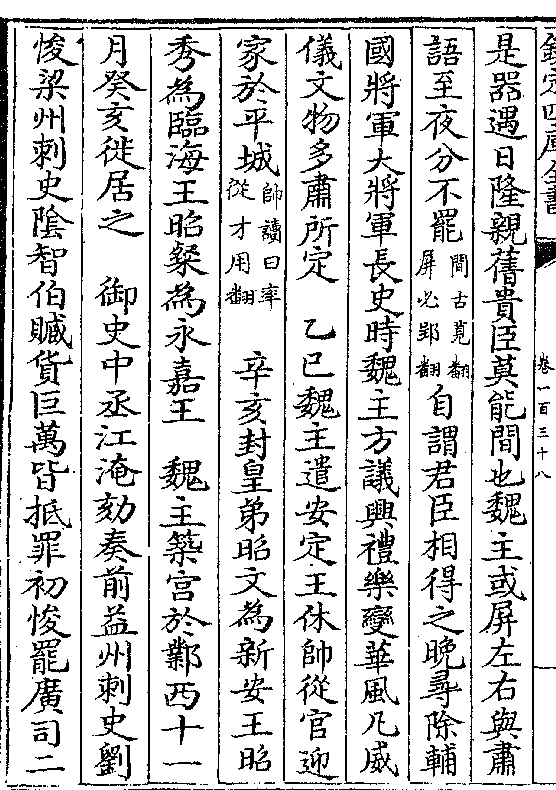 欽定四庫全書
卷一百三十八
是器遇日隆親舊貴臣莫能間也魏主或屏左右與肅
語至夜分不罷間古莧翻屏必郢翻自謂君臣相得之晚尋除輔
國將軍大將軍長史時魏主方議興禮樂變華風凡威
儀文物多肅所定　乙巳魏主遣安定王休帥從官迎
家於平城帥讀曰率從才用翻　辛亥封皇弟昭文為新安王昭
秀為臨海王昭粲為永嘉王　魏主築宮於鄴西十一
月癸亥徙居之　御史中丞江淹劾奏前益州刺史劉
悛梁州刺史陰智伯贓貨巨萬皆抵罪初悛罷廣司二